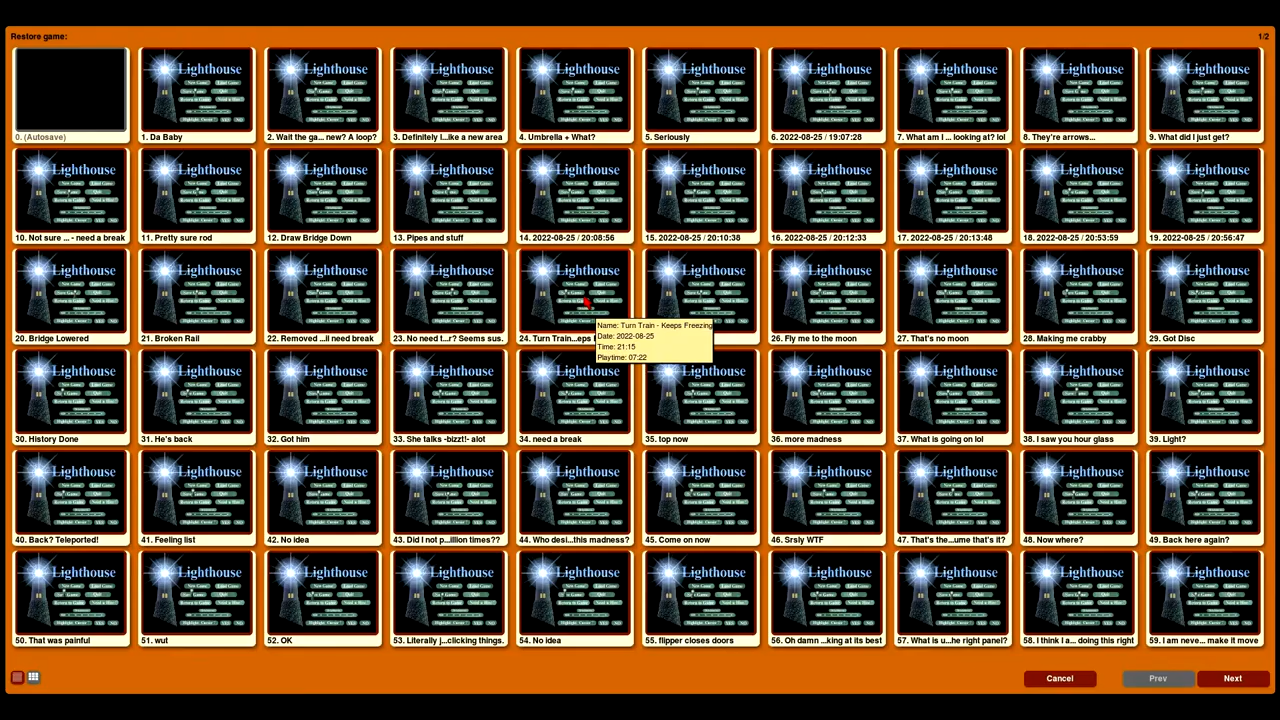 Restore game:
1/2
Lighthouse
0. (Autosave)
1. Da Baby
2. Wait the ga... new? A loop?
3. Definitely l...ike a new area
4. Umbrella + What?
5. Seriously
6. 2022-08-25 / 19:07:28
7. What am I ... looking at? lol
8. They're arrows...
9. What did I just get?
10. Not sure ... - need a break
11. Pretty sure rod
12. Draw Bridge Down
13. Pipes and stuff
14. 2022-08-25 / 20:08:56
15. 2022-08-25 / 20:10:38
16. 2022-08-25 / 20:12:33
17. 2022-08-25 / 20:13:48
18. 2022-08-25 / 20:53:59
19. 2022-08-25 / 20:56:47
20. Bridge Lowered
21. Broken Rail
22. Removed ...ll need break
23. No need t...r? Seems sus.
24. Turn Train...eps
Name: Turn Train - Keeps Freezing
Date: 2022-08-25
Time: 21:15
Playtime: 07:22
26. Fly me to the moon
27. That's no moon
28. Making me crabby
29. Got Disc
30. History Done
31. He's back
32. Got him
33. She talks -bizzt!- alot
34. need a break
35. top now
36. more madness
37. What is going on lol
38. I saw you hour glass
39. Light?
40. Back? Teleported!
41. Feeling list
42. No idea
43. Did I not p...illion times??
44. Who desi...this madness?
45. Come on now
46. Srsly WTF
47. That's the...ume that's it?
48. Now where?
49. Back here again?
50. That was painful
51. wut
52. OK
53. Literally j...clicking things.
54. No idea
55. flipper closes doors
56. Oh damn ...king at its best
57. What is u...he right panel?
58. I think I a... doing this right
59. I am neve... make it move
Cancel
Prev
Next